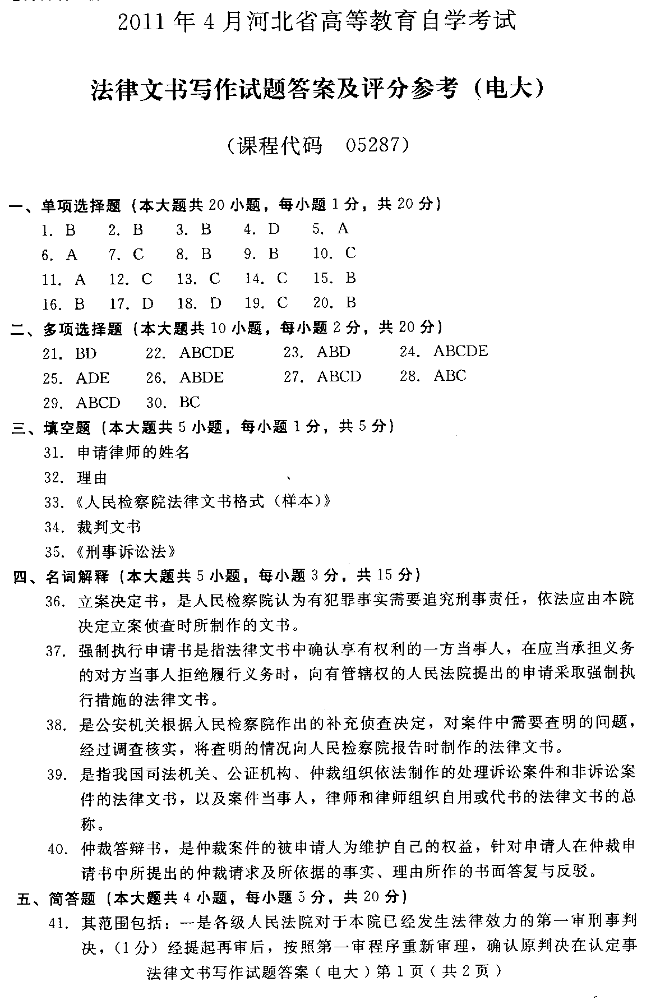 2011 年 4 月河北省高等教育自学考试
法律文书写作试题答案及评分参考（电大）
（课程代码 05287）
一、单项选择题（本大题共 20 小题，每小题 1 分，共 20 分）
1. B 2. B 3. B 4. D 5. A
6. A 7. C 8. B 9. B 10. C
11. A 12. C 13. C 14. C 15. B
16. B 17. D 18. D 19. C 20. B
二、多项选择题（本大题共 10 小题，每小题 2 分，共 20 分）
21. BD 22. ABCDE 23. ABD 24. ABCDE
25. ADE 26. ABDE 27. ABCD 28. ABC
29. ABCD 30. BC
三、填空题（本大题共 5 小题，每小题 1 分，共 5 分）
31. 申请律师的姓名
32. 理由
33.《人民检察院法律文书格式（样本）》
34. 裁判文书
35.《刑事诉讼法》
四、名词解释（本大题共 5 小题，每小题 3 分，共 15 分）
36. 立案决定书，是人民检察院认为有犯罪事实需要追究刑事责任，依法应由本院
决定立案侦查时所制作的文书。
37. 强制执行申请书是指法律文书中确认享有权利的一方当事人，在应当承担义务
的对方当事人拒绝履行义务时，向有管辖权的人民法院提出的申请采取强制执
行措施的法律文书。
38. 是公安机关根据人民检察院作出的补充侦查决定，对案件中需要查明的问题，
经过调查核实，将查明的情况向人民检察院报告时制作的法律文书。
39. 是指我国司法机关、公证机构、仲裁组织依法制作的处理诉讼案件和非诉讼案
件的法律文书，以及案件当事人，律师和律师组织自用或代书的法律文书的总
称。
40. 仲裁答辩书，是仲裁案件的被申请人为维护自己的权益，针对申请人在仲裁申
请书中所提出的仲裁请求及所依据的事实、理由所作的书面答复与反驳。
五、简答题（本大题共 4 小题，每小题 5 分，共 20 分）
41. 其范围包括：一是各级人民法院对于本院已经发生法律效力的第一审刑事判
决，（1 分）经提起再审后，按照第一审程序重新审理，确认原判决在认定事
法律文书写作试题答案（电大）第 1 页（共 2 页）